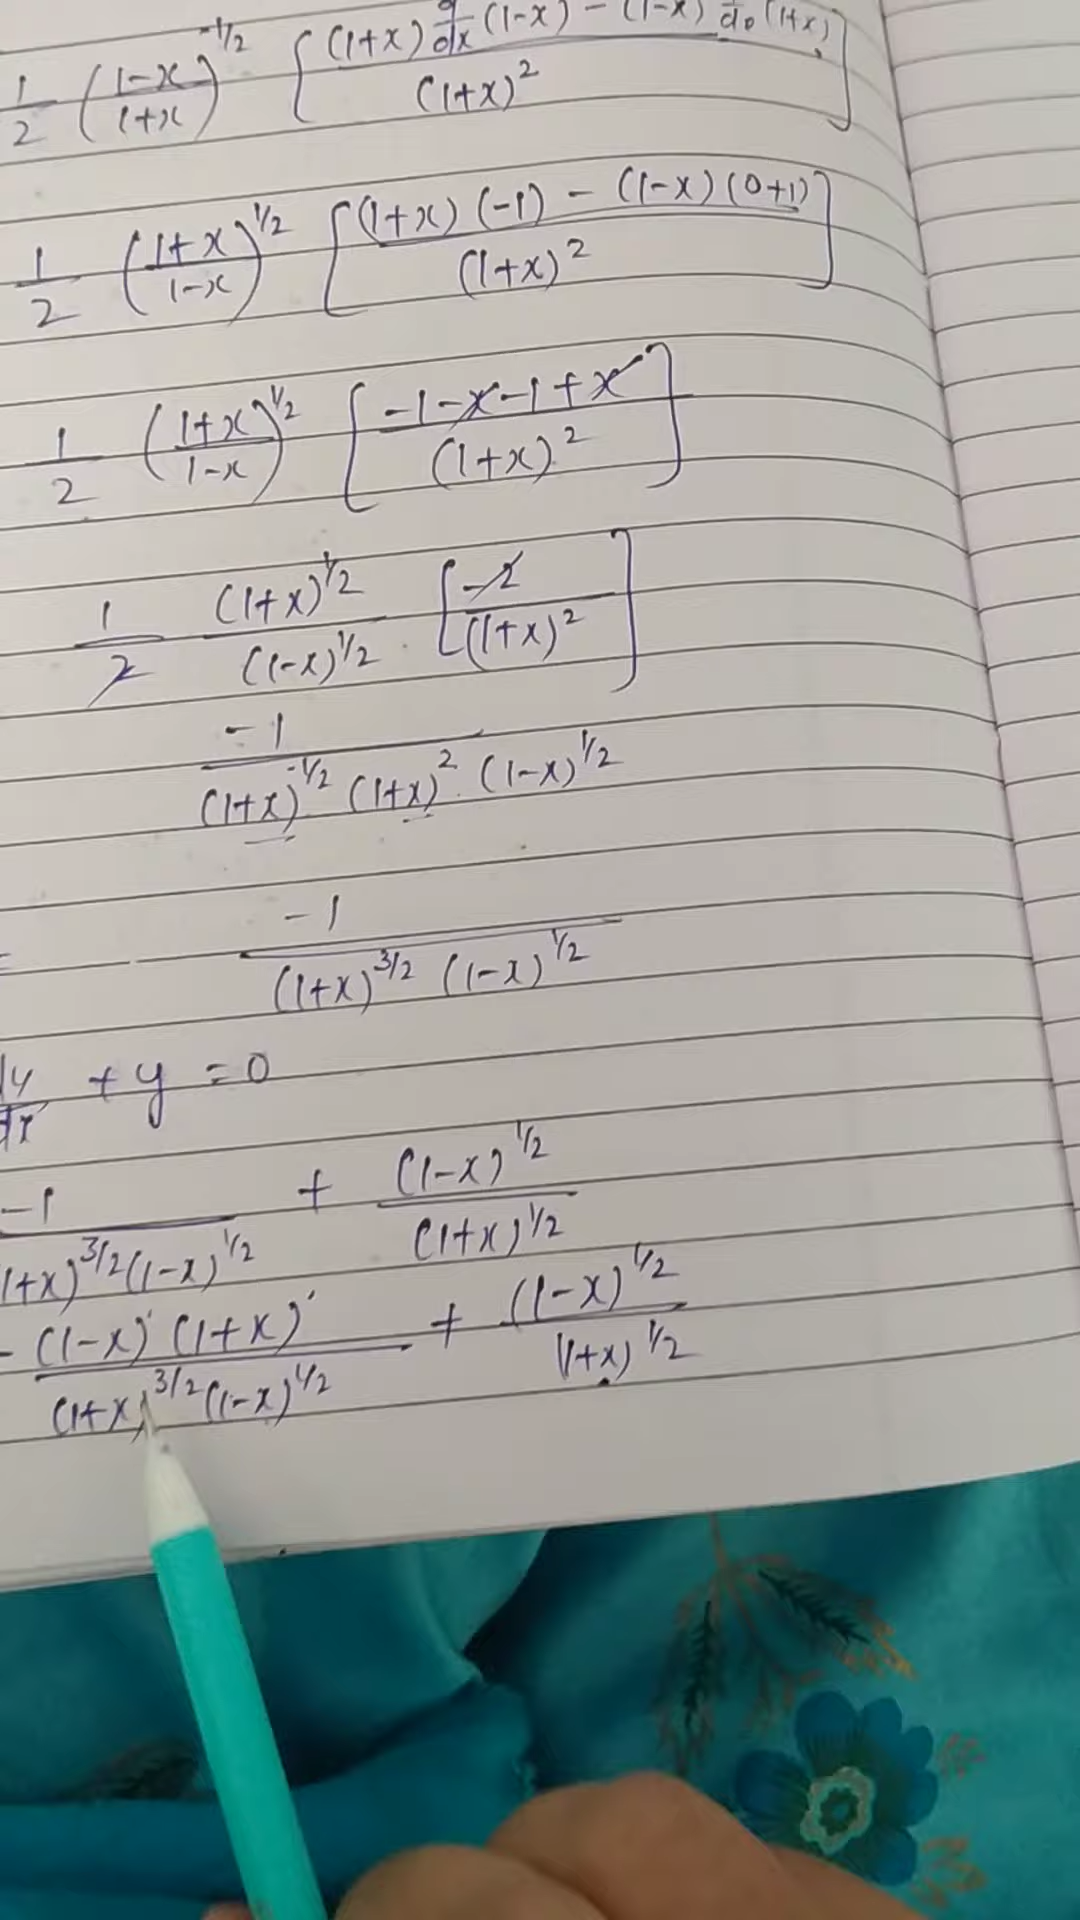 1/2 ((1-x)/(1+x))^(-1/2) [((1+x) d/dx (1-x) - (1-x) d/dx (1+x))/(1+x)^2]
1/2 ((1+x)/(1-x))^(1/2) [((1+x)(-1) - (1-x)(0+1))/(1+x)^2]
1/2 ((1+x)/(1-x))^(1/2) [(-1-x-1+x)/(1+x)^2]
1/2 (1+x)^(1/2)/(1-x)^(1/2) · [-2/(1+x)^2]
-1/((1+x)^(-1/2) (1+x)^2 · (1-x)^(1/2))
= -1/((1+x)^(3/2) (1-x)^(1/2))
dy/dx + y = 0
-1/((1+x)^(3/2) (1-x)^(1/2)) + (1-x)^(1/2)/(1+x)^(1/2)
- (1-x)(1+x)/((1+x)^(3/2) (1-x)^(1/2)) + (1-x)^(1/2)/(1+x)^(1/2)